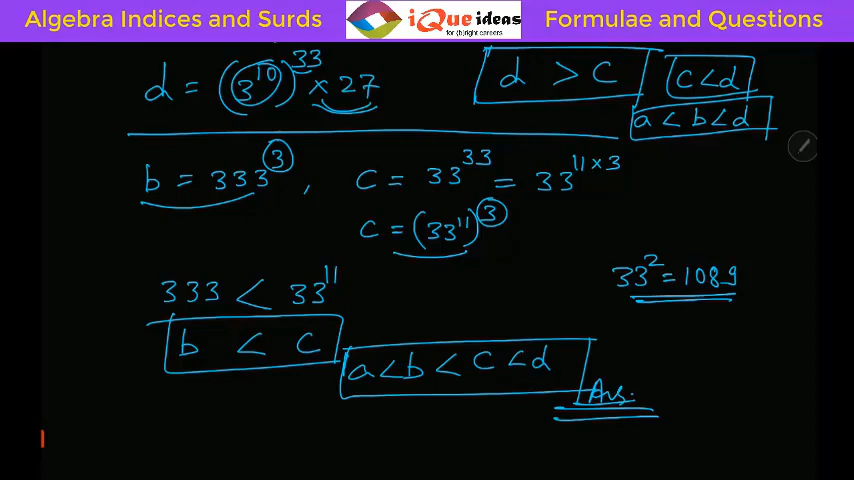 Algebra Indices and Surds
iQue ideas
for (b)right careers
Formulae and Questions
d = (3^10)^33 × 27
d > c
c < d
a < b < d
b = 333^3 , c = 33^33 = 33^11×3
c = (33^11)^3
333 < 33^11
33^2 = 1089
b < c
a < b < c < d
Ans.